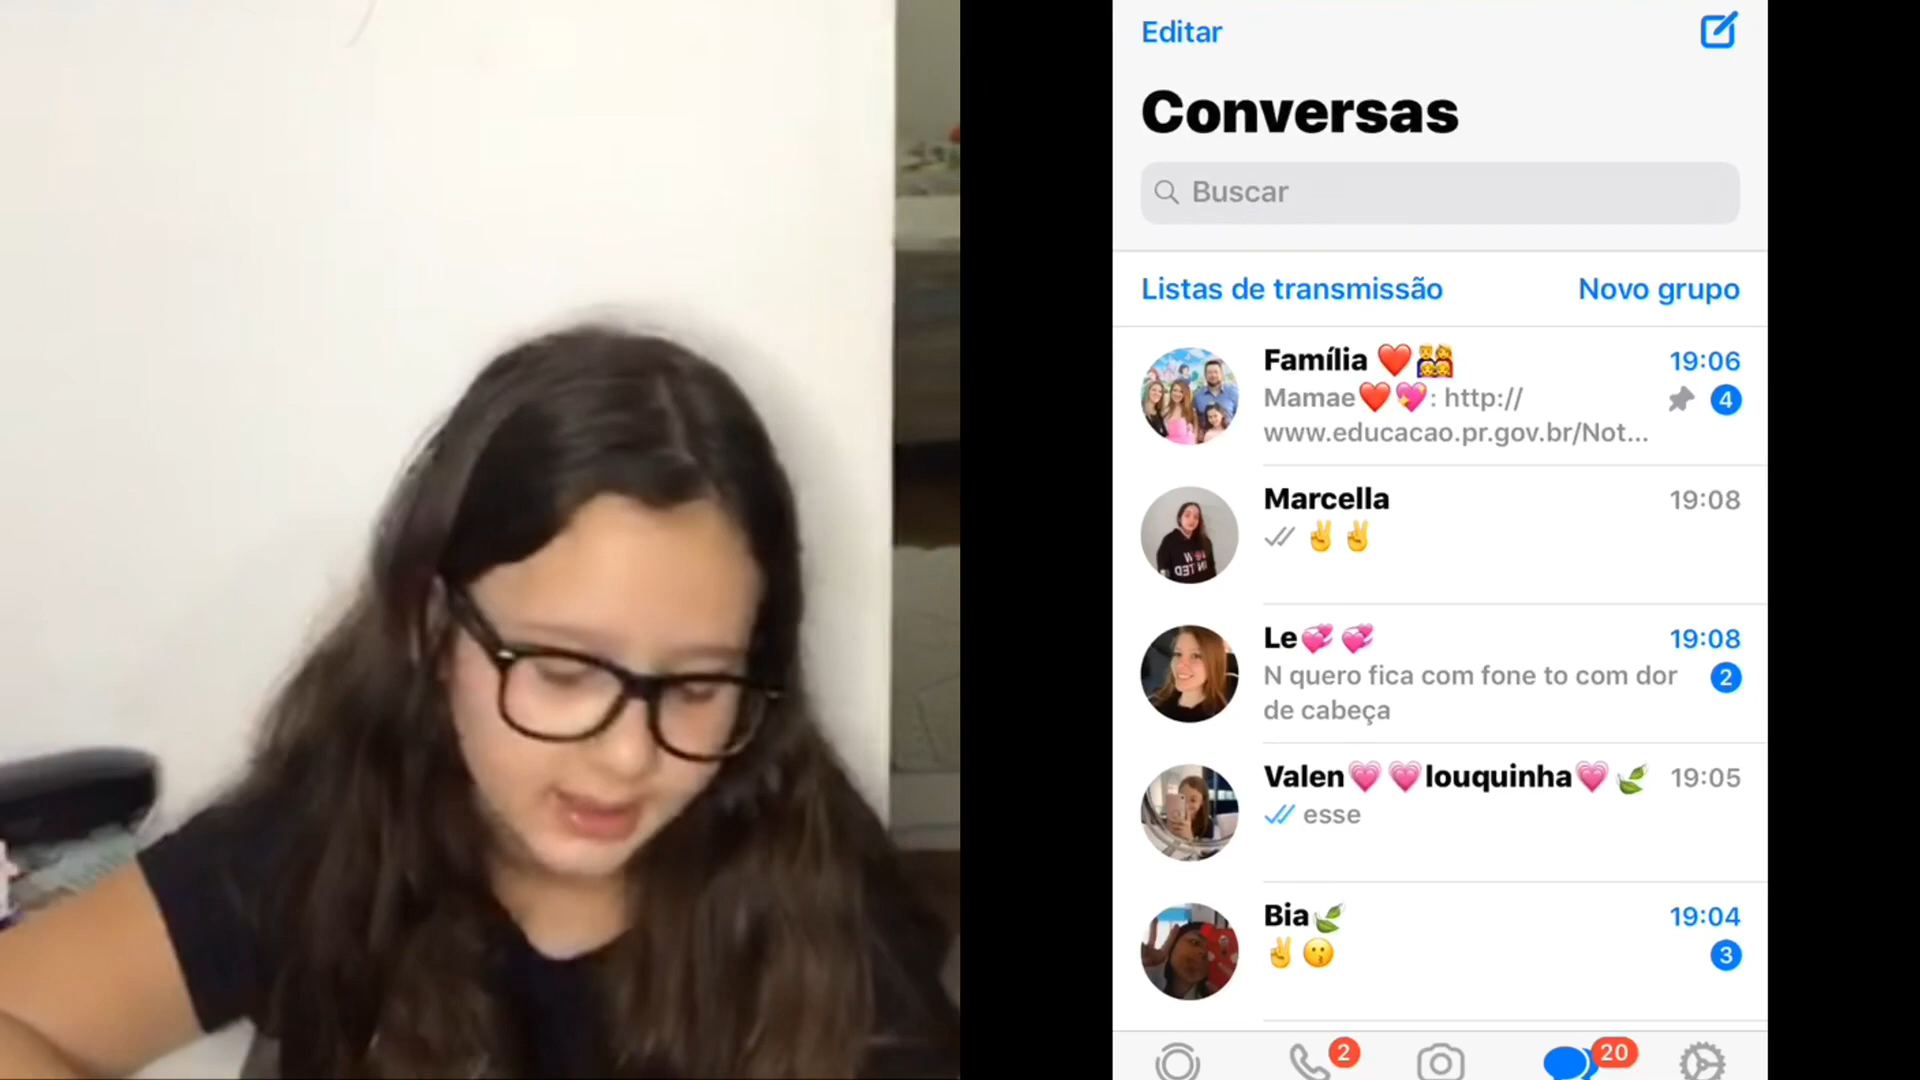 Editar
Conversas
Buscar
Listas de transmissão Novo grupo
Família ❤️👨‍👩‍👧‍👧 19:06
Mamae❤️💖: http://
www.educacao.pr.gov.br/Not... 4
Marcella 19:08
✌️✌️
Le💞💞 19:08
N quero fica com fone to com dor
de cabeça 2
Valen💗💗louquinha💗🍃 19:05
esse
Bia🍃 19:04
✌️😗 3
2 20